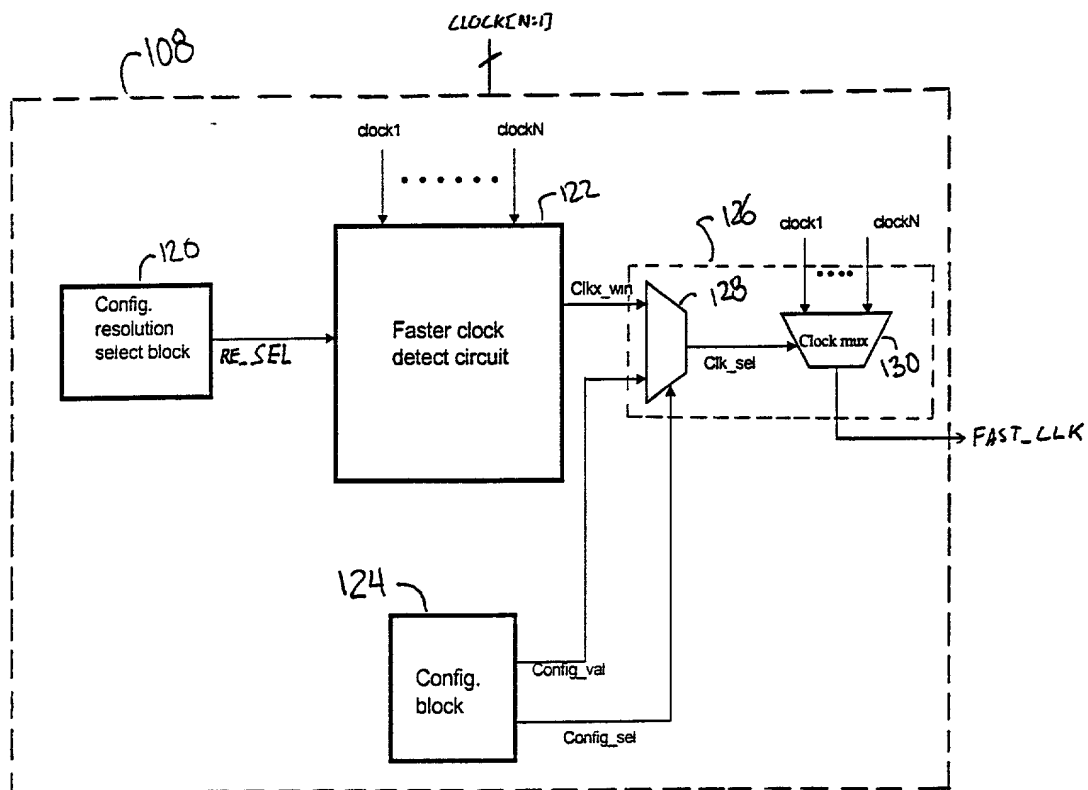 CLOCK[N:1]
108
clock1
clockN
122
126
clock1
clockN
120
Config.
resolution
select block
RE_SEL
Faster clock
detect circuit
Clkx_win
128
Clk_sel
Clock mux
130
FAST_CLK
124
Config.
block
Config_val
Config_sel